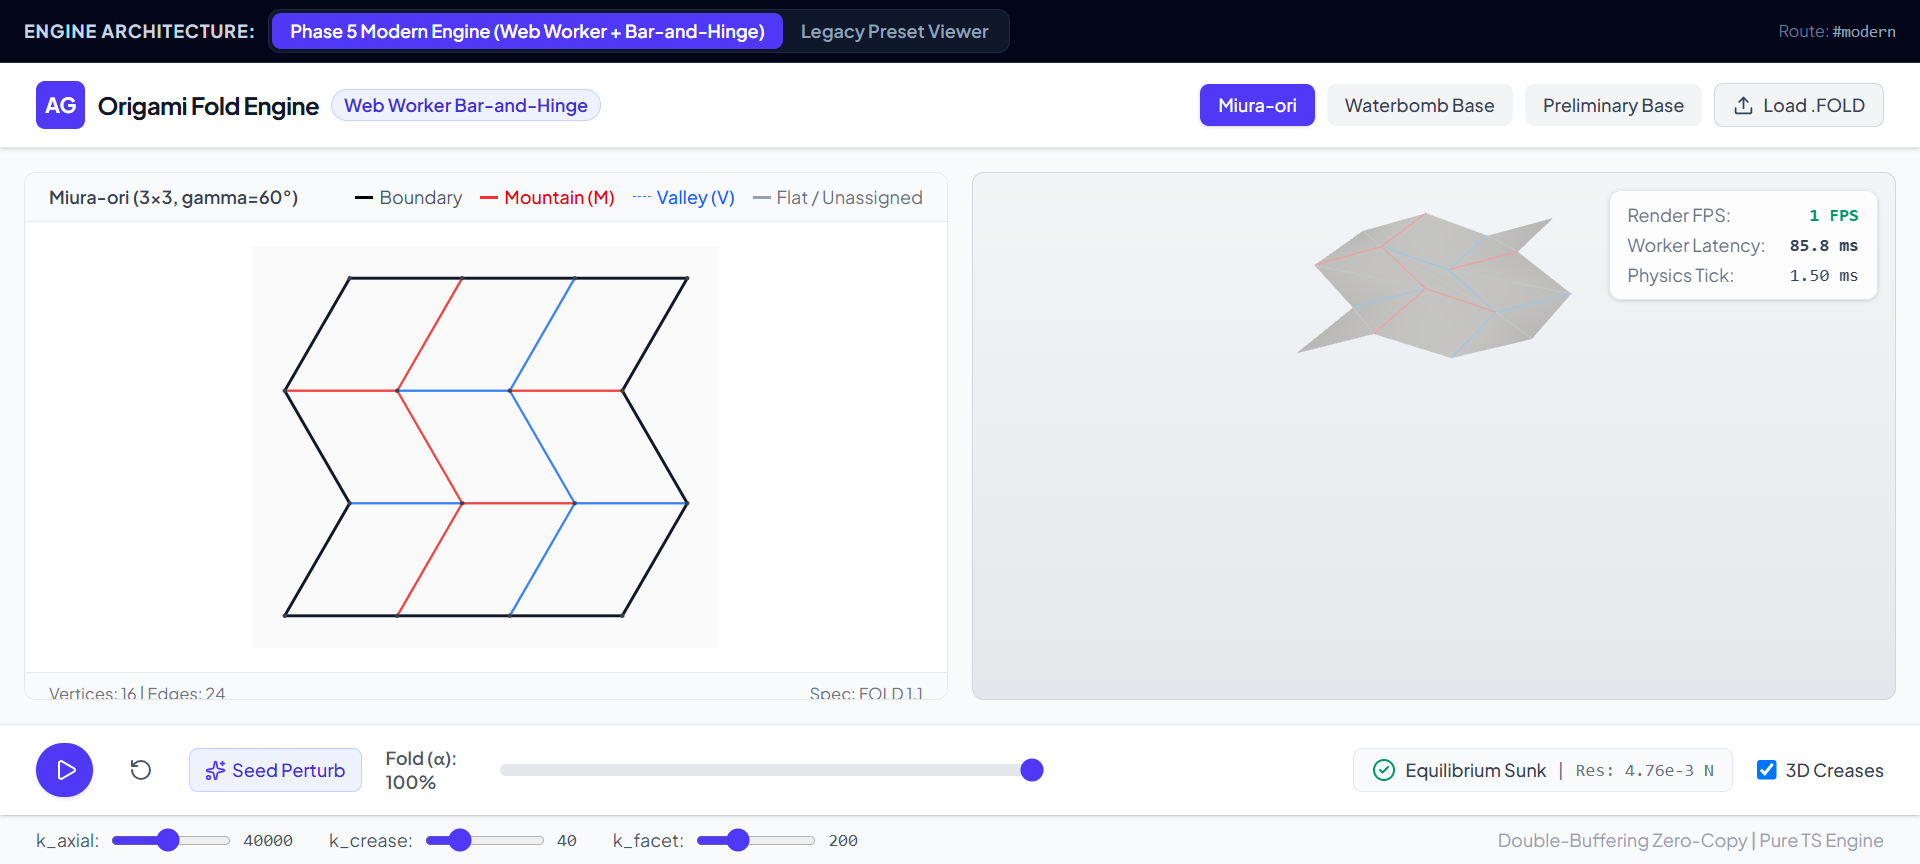 ENGINE ARCHITECTURE: Phase 5 Modern Engine (Web Worker + Bar-and-Hinge) Legacy Preset Viewer Route: #modern
AG Origami Fold Engine Web Worker Bar-and-Hinge Miura-ori Waterbomb Base Preliminary Base Load .FOLD
Miura-ori (3×3, gamma=60°) Boundary Mountain (M) Valley (V) Flat / Unassigned
Render FPS: 1 FPS
Worker Latency: 85.8 ms
Physics Tick: 1.50 ms
Vertices: 16 | Edges: 24 Spec: FOLD 1.1
Seed Perturb Fold (α): 100% Equilibrium Sunk | Res: 4.76e-3 N 3D Creases
k_axial: 40000 k_crease: 40 k_facet: 200 Double-Buffering Zero-Copy | Pure TS Engine